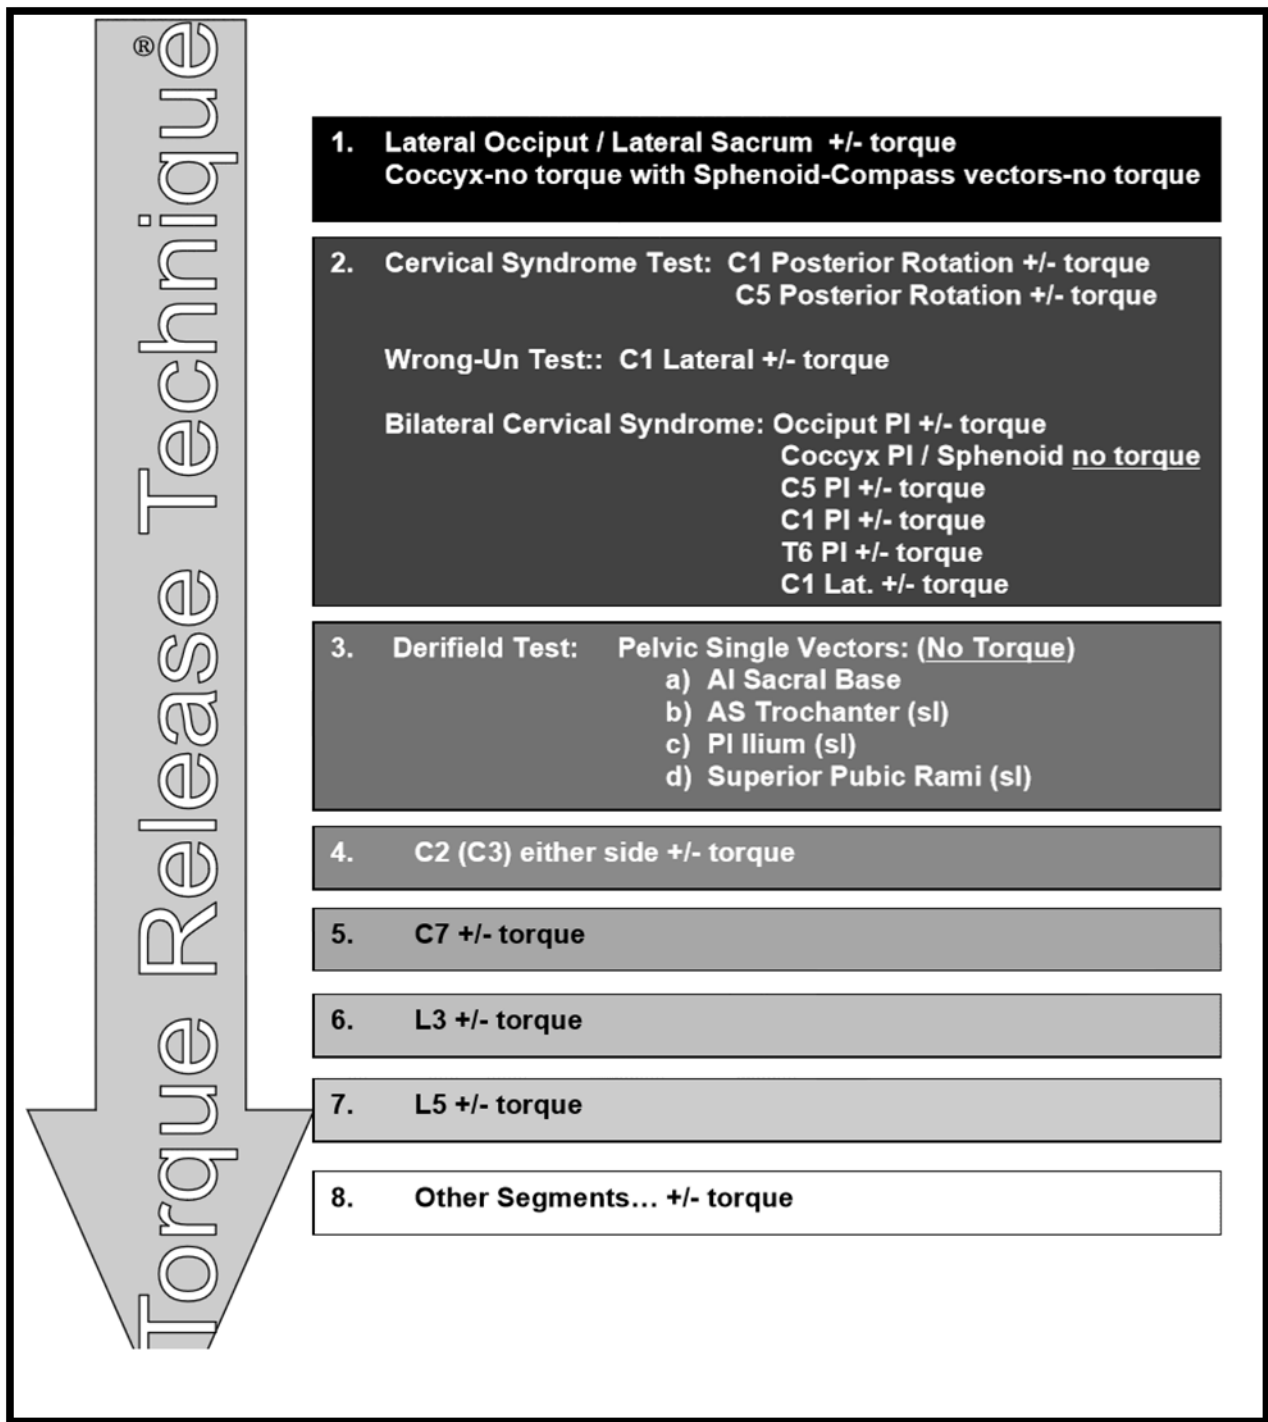 Torque Release Technique®
1. Lateral Occiput / Lateral Sacrum +/- torque
Coccyx-no torque with Sphenoid-Compass vectors-no torque
2. Cervical Syndrome Test: C1 Posterior Rotation +/- torque
C5 Posterior Rotation +/- torque
Wrong-Un Test:: C1 Lateral +/- torque
Bilateral Cervical Syndrome: Occiput PI +/- torque
Coccyx PI / Sphenoid no torque
C5 PI +/- torque
C1 PI +/- torque
T6 PI +/- torque
C1 Lat. +/- torque
3. Derifield Test: Pelvic Single Vectors: (No Torque)
a) AI Sacral Base
b) AS Trochanter (sl)
c) PI Ilium (sl)
d) Superior Pubic Rami (sl)
4. C2 (C3) either side +/- torque
5. C7 +/- torque
6. L3 +/- torque
7. L5 +/- torque
8. Other Segments... +/- torque